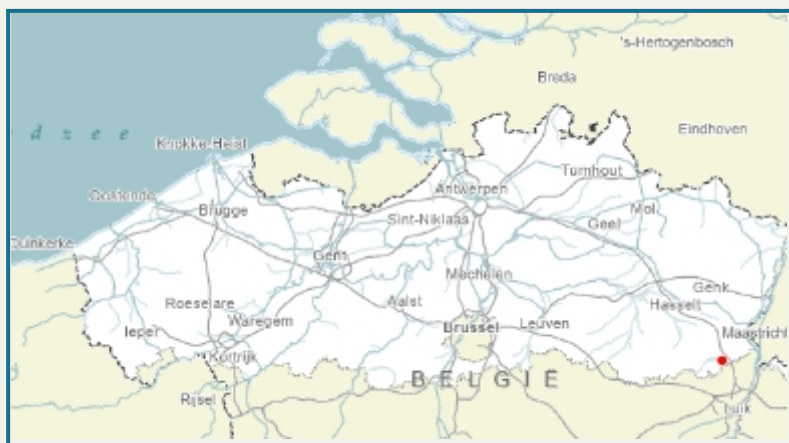 's-Hertogenbosch
Breda
d z e e
Eindhoven
Knokke-Heist
Turnhout
Antwerpen
Oostende
Brugge
Sint-Niklaas
Mol
Geel
Duinkerke
Gent
Mechelen
Genk
Roeselare
Aalst
Hasselt
Waregem
Ieper
Brussel
Leuven
Maastricht
Kortrijk
BELGIË
Rijsel
Luik